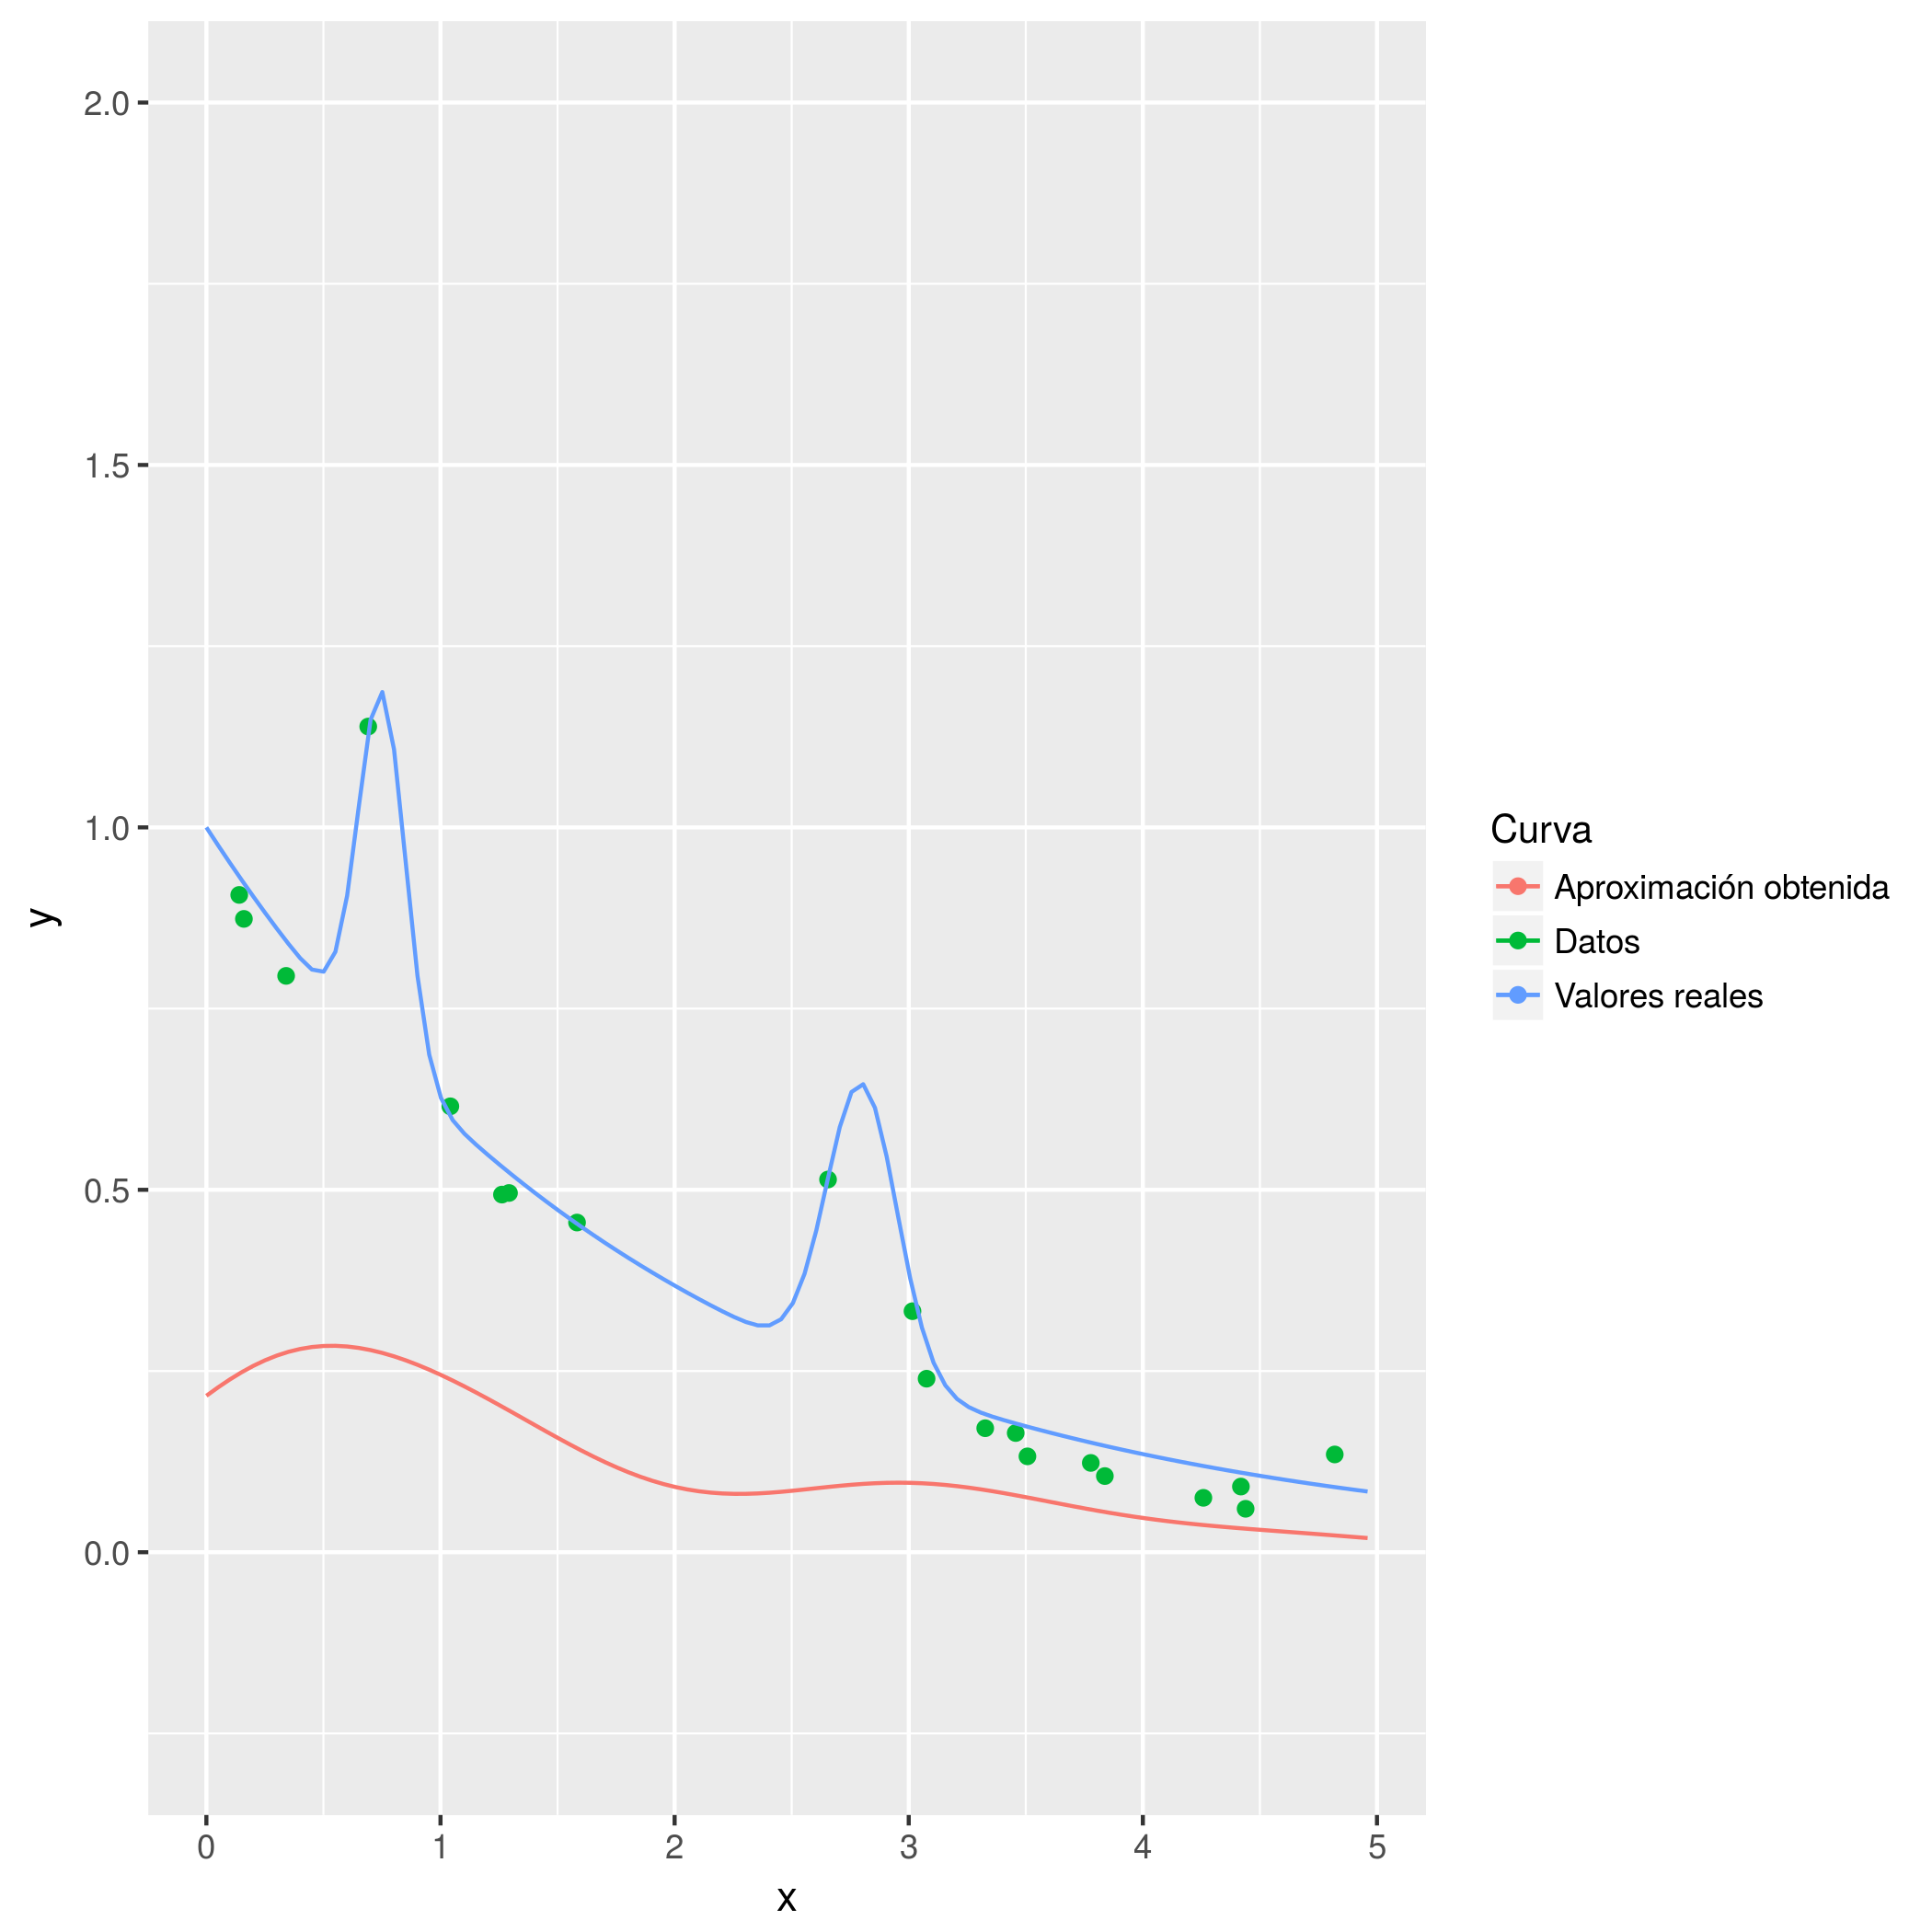 2.0
1.5
1.0
0.5
0.0
y
0 1 2 3 4 5
x
Curva
Aproximación obtenida
Datos
Valores reales